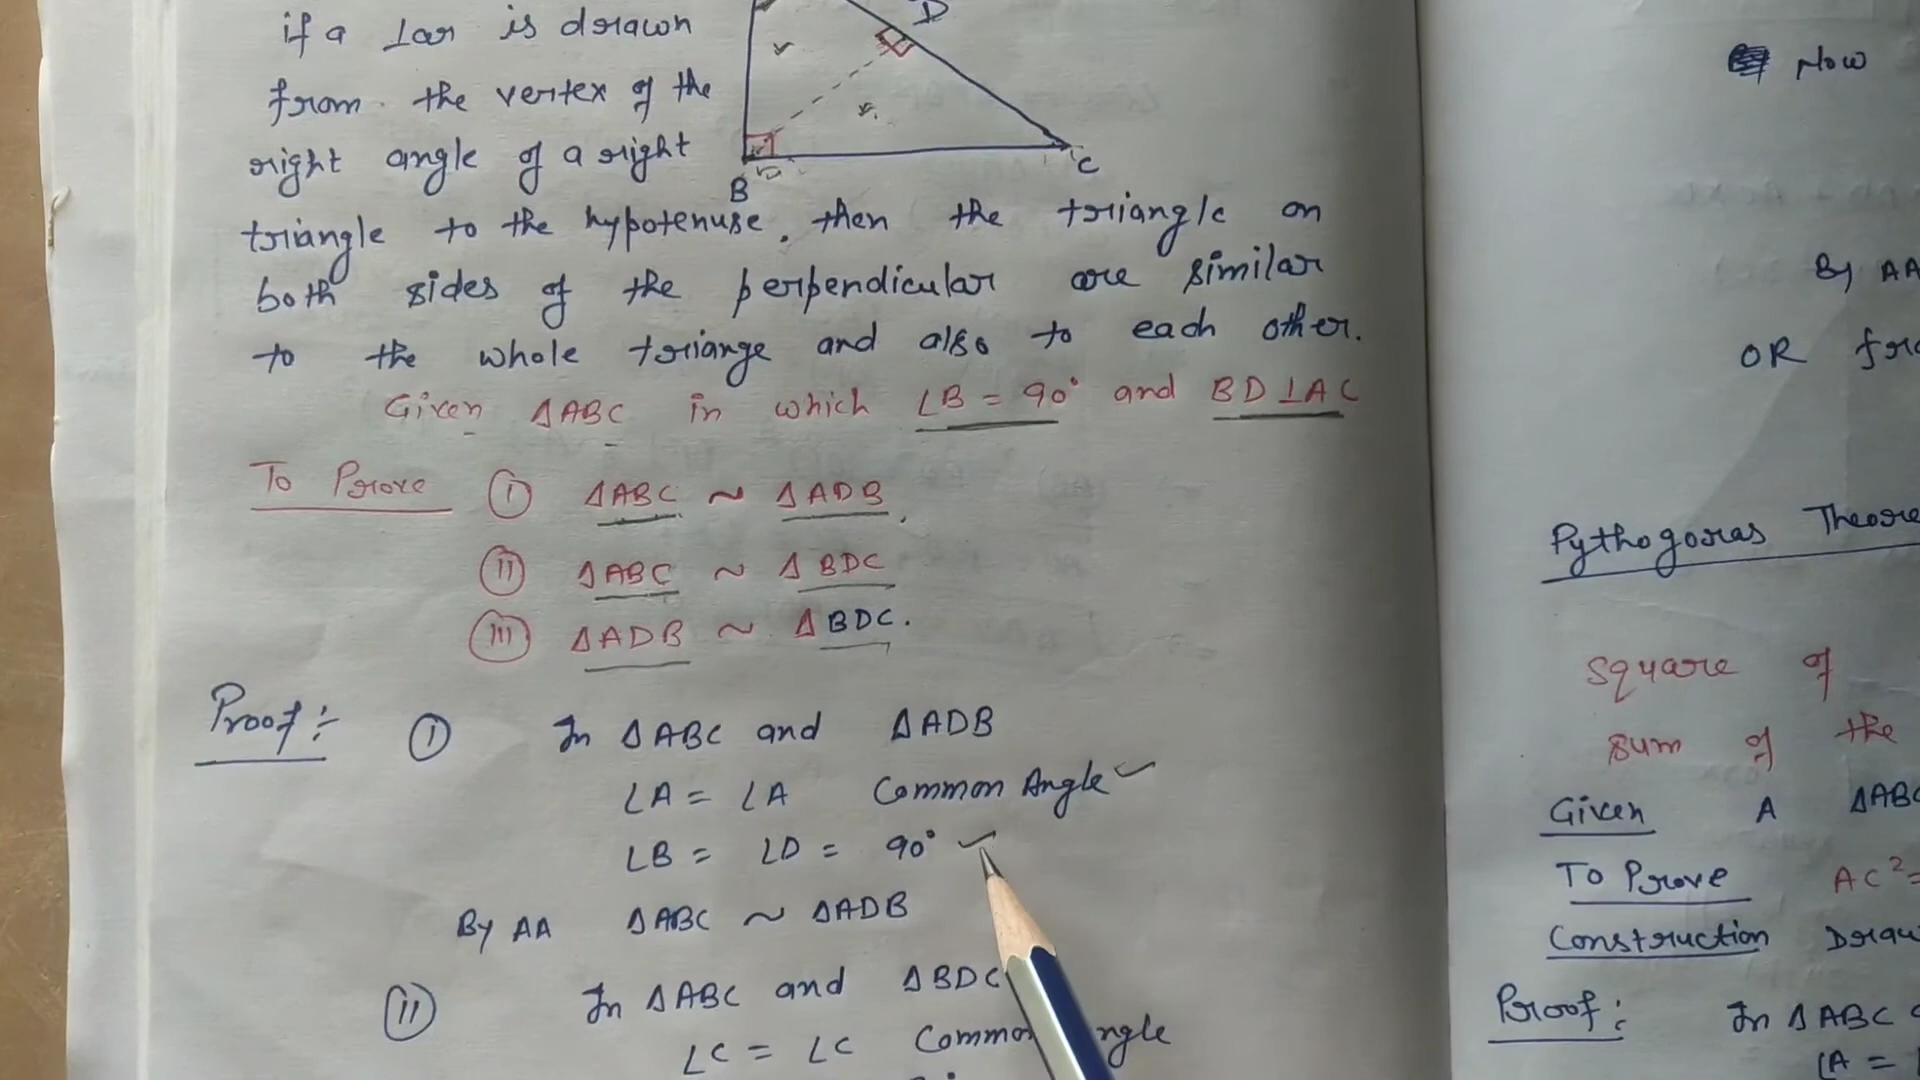 if a ⊥ar is drawn
from the vertex of the
right angle of a right
triangle to the hypotenuse. then the triangle on
both sides of the perpendicular are similar
to the whole triange and also to each other.
D
B
C
Given ΔABC in which ∠B = 90° and BD⊥AC
To Prove (I) ΔABC ~ ΔADB
(II) ΔABC ~ ΔBDC
(III) ΔADB ~ ΔBDC.
Proof:- (I) In ΔABC and ΔADB
∠A = ∠A Common Angle
∠B = ∠D = 90°
By AA ΔABC ~ ΔADB
(II) In ΔABC and ΔBDC
∠C = ∠C Common
Now
By AA
OR
Pythogoras
square of
sum of the
Given A ΔABC
To Prove AC²=
Construction
Proof: In ΔABC
∠A =